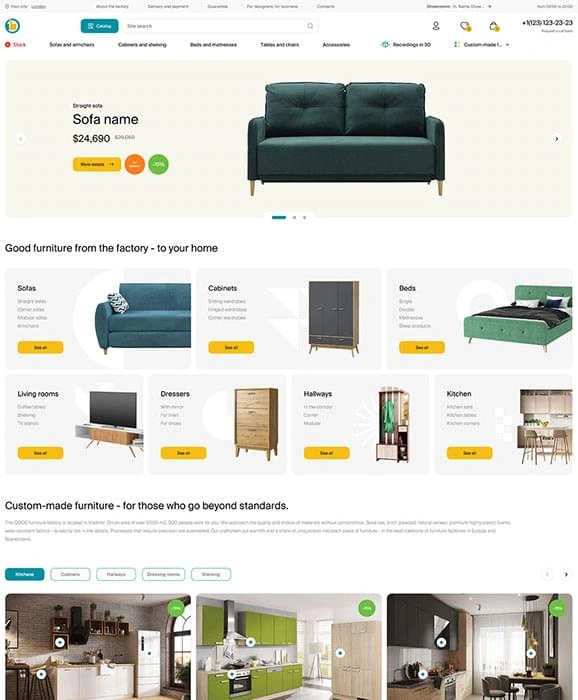 Your city: London
About the factory
Delivery and payment
Guarantee
For designers, for business
Contacts
from 09:00 to 22:00
Catalog
Site search
+1(123) 123-23-23
Request a call back
Stock
Sofas and armchairs
Cabinets and shelving
Beds and mattresses
Tables and chairs
Accessories
Recordings in 3D
Custom-made f...
Straight sofa
Sofa name
$24,690
More details
-15%
Good furniture from the factory - to your home
Sofas
Straight sofas
Corner sofas
Modular sofas
Armchairs
See all
Cabinets
Sliding wardrobes
Hinged wardrobes
Corner wardrobes
See all
Beds
Single
Double
Mattresses
Sleep products
See all
Living rooms
Coffee tables
Shelving
TV stands
See all
Dressers
With mirror
For linen
For shoes
See all
Hallways
In the corridor
Corner
Modular
See all
Kitchen
Kitchen sets
Kitchen tables
Kitchen corners
See all
Custom-made furniture - for those who go beyond standards.
The GOOD furniture factory is located in Vladimir. On an area of over 5000 m2, 300 people work for you. We approach the quality and choice of materials without compromise. Solid oak, birch plywood, natural veneer, premium highly elastic foams,
wear-resistant fabrics - durability lies in the details. Processes that require precision are automated. Our craftsmen put warmth and a share of uniqueness into each piece of furniture - in the best traditions of furniture factories in Europe and
Scandinavia.
Kitchens
Cabinets
Hallways
Dressing rooms
Shelving
-15%
-15%
-15%